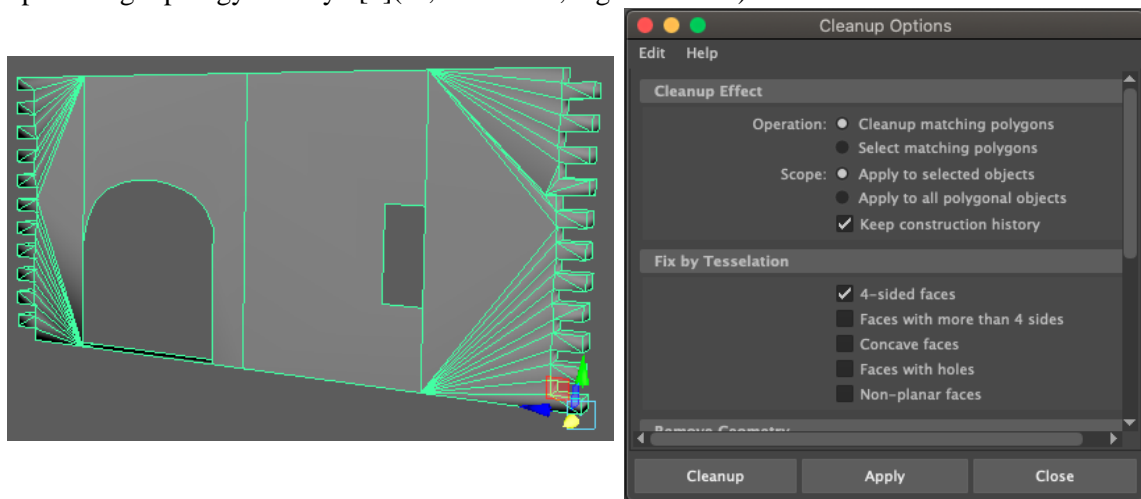 Cleanup Options
Edit Help
Cleanup Effect
Operation: Cleanup matching polygons
Select matching polygons
Scope: Apply to selected objects
Apply to all polygonal objects
Keep construction history
Fix by Tesselation
4-sided faces
Faces with more than 4 sides
Concave faces
Faces with holes
Non-planar faces
Remove Geometry
Cleanup Apply Close